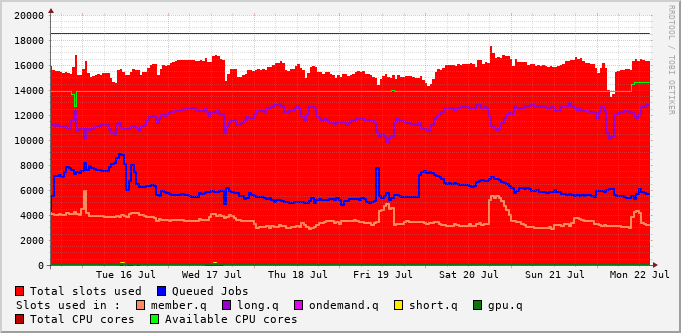 20000
18000
16000
14000
12000
10000
8000
6000
4000
2000
0
Tue 16 Jul Wed 17 Jul Thu 18 Jul Fri 19 Jul Sat 20 Jul Sun 21 Jul Mon 22 Jul
Total slots used Queued Jobs
Slots used in : member.q long.q ondemand.q short.q gpu.q
Total CPU cores Available CPU cores
RRDTOOL / TOBI OETIKER